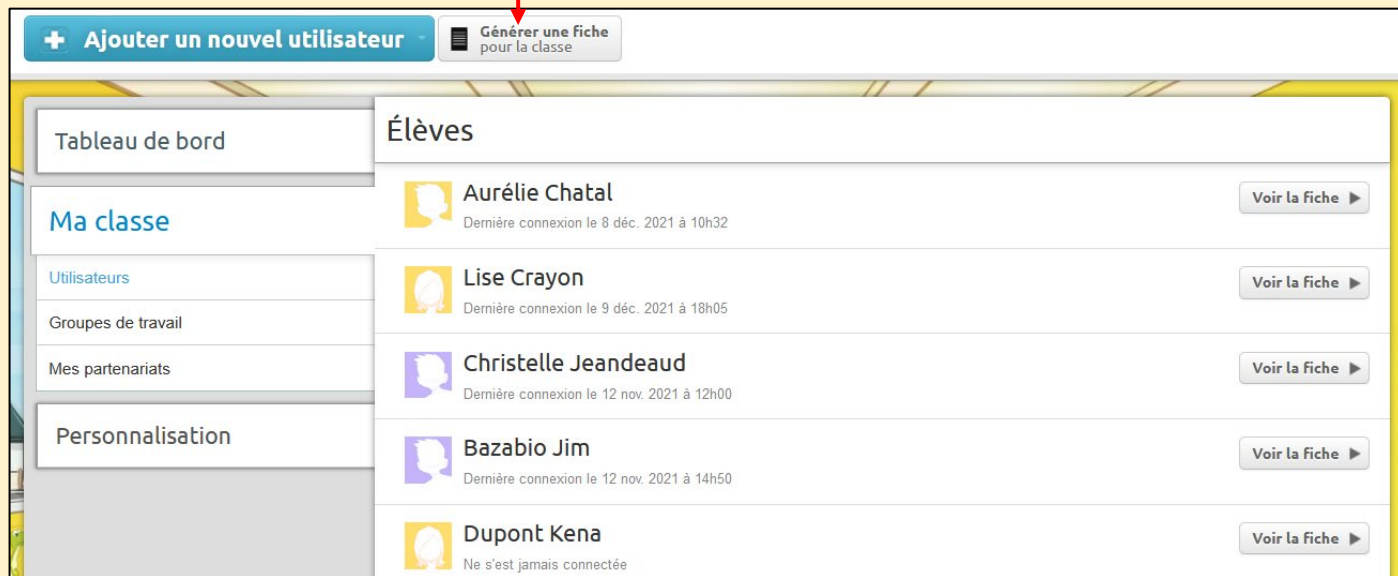 Ajouter un nouvel utilisateur
Générer une fiche
pour la classe
Tableau de bord
Ma classe
Utilisateurs
Groupes de travail
Mes partenariats
Personnalisation
Élèves
Aurélie Chatal
Dernière connexion le 8 déc. 2021 à 10h32
Voir la fiche
Lise Crayon
Dernière connexion le 9 déc. 2021 à 18h05
Voir la fiche
Christelle Jeandeaud
Dernière connexion le 12 nov. 2021 à 12h00
Voir la fiche
Bazabio Jim
Dernière connexion le 12 nov. 2021 à 14h50
Voir la fiche
Dupont Kena
Ne s'est jamais connectée
Voir la fiche